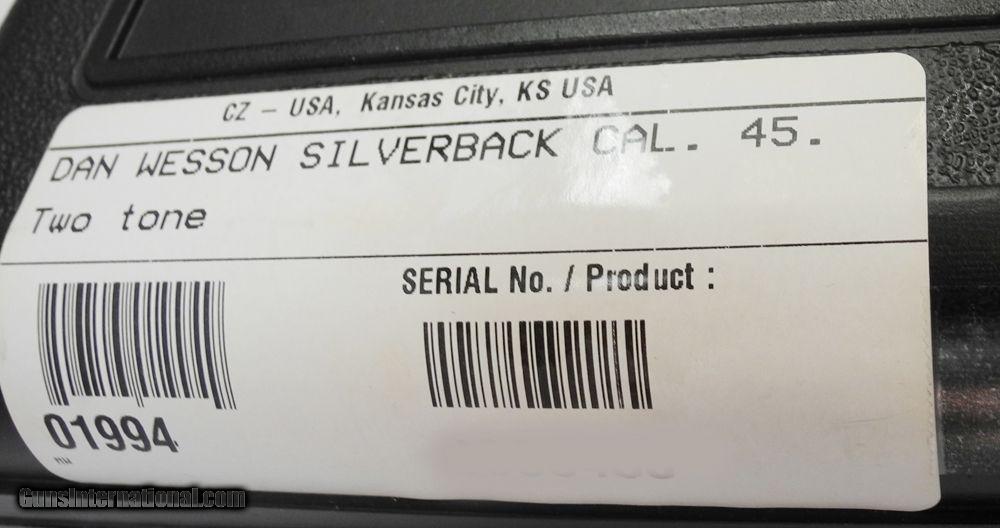 CZ – USA, Kansas City, KS USA
DAN WESSON SILVERBACK CAL. 45.
Two tone
SERIAL No. / Product :
01994
GunsInternational.com